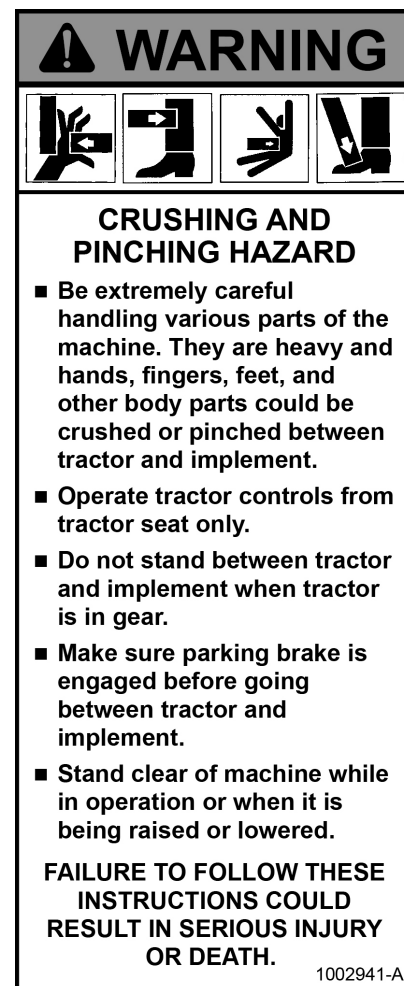 WARNING
CRUSHING AND
PINCHING HAZARD
■ Be extremely careful
handling various parts of the
machine. They are heavy and
hands, fingers, feet, and
other body parts could be
crushed or pinched between
tractor and implement.
■ Operate tractor controls from
tractor seat only.
■ Do not stand between tractor
and implement when tractor
is in gear.
■ Make sure parking brake is
engaged before going
between tractor and
implement.
■ Stand clear of machine while
in operation or when it is
being raised or lowered.
FAILURE TO FOLLOW THESE
INSTRUCTIONS COULD
RESULT IN SERIOUS INJURY
OR DEATH.
1002941-A